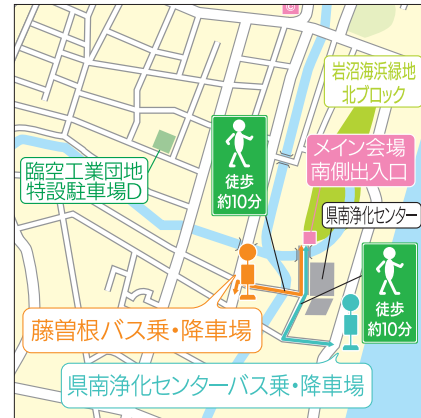 岩沼海浜緑地
北ブロック
メイン会場
南側出入口
臨空工業団地
特設駐車場D
徒歩
約10分
県南浄化センター
徒歩
約10分
藤曽根バス乗・降車場
県南浄化センターバス乗・降車場